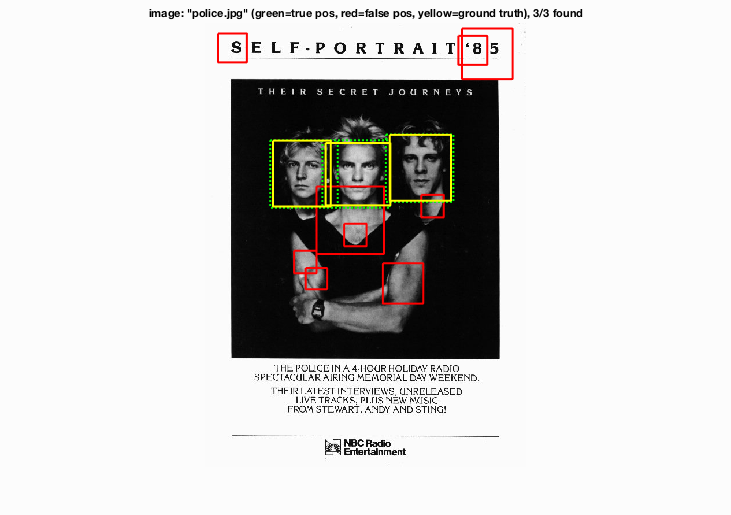 image: "police.jpg" (green=true pos, red=false pos, yellow=ground truth), 3/3 found
SELF-PORTRAIT '85
THEIR SECRET JOURNEYS
THE POLICE IN A 4-HOUR HOLIDAY RADIO
SPECTACULAR AIRING MEMORIAL DAY WEEKEND.
THEIR LATEST INTERVIEWS, UNRELEASED
LIVE TRACKS, PLUS NEW MUSIC
FROM STEWART, ANDY AND STING!
NBC Radio
Entertainment